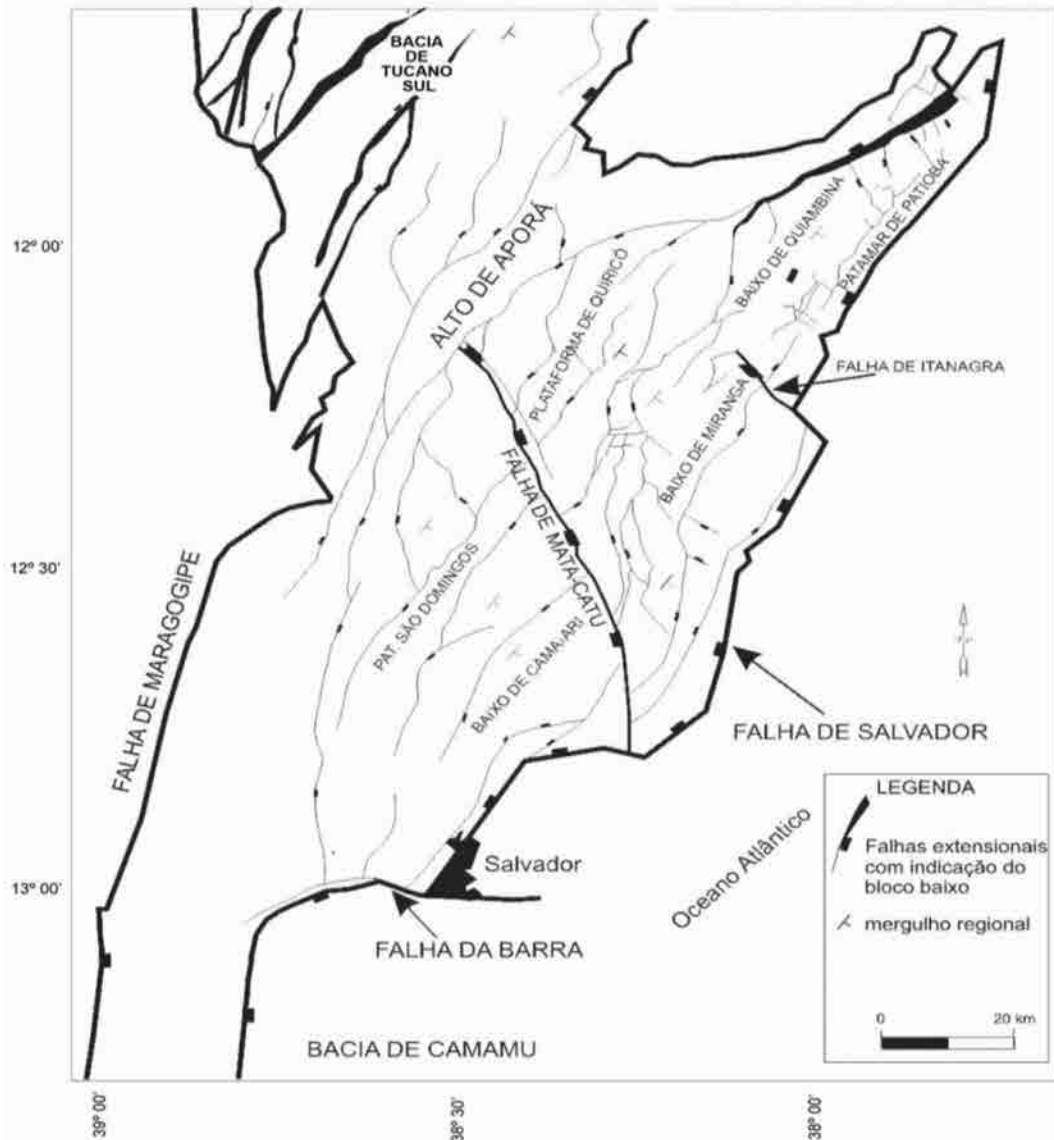 BACIA
DE
TUCANO
SUL
12º 00'
ALTO DE APORÁ
PLATAFORMA DE QUIRICÓ
BAIXO DE QUIAMBINA
PATAMAR DE PATIOBA
FALHA DE ITANAGRA
BAIXO DE MIRANGA
FALHA DE MATA-CATU
12º 30'
FALHA DE MARAGOGIPE
PAT. SÃO DOMINGOS
BAIXO DE CAMAÇARI
FALHA DE SALVADOR
LEGENDA
Falhas extensionais
com indicação do
bloco baixo
mergulho regional
0 20 km
Oceano Atlântico
Salvador
13º 00'
FALHA DA BARRA
BACIA DE CAMAMU
39º 00'
38º 30'
38º 00'